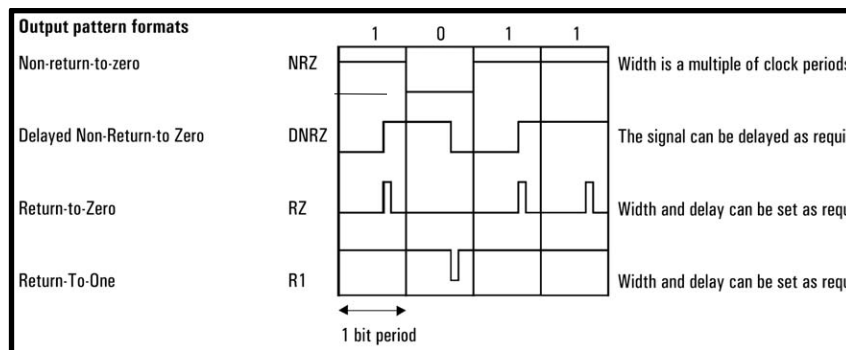 Output pattern formats
1 0 1 1
Non-return-to-zero NRZ Width is a multiple of clock periods
Delayed Non-Return-to Zero DNRZ The signal can be delayed as requi
Return-to-Zero RZ Width and delay can be set as requ
Return-To-One R1 Width and delay can be set as requ
1 bit period